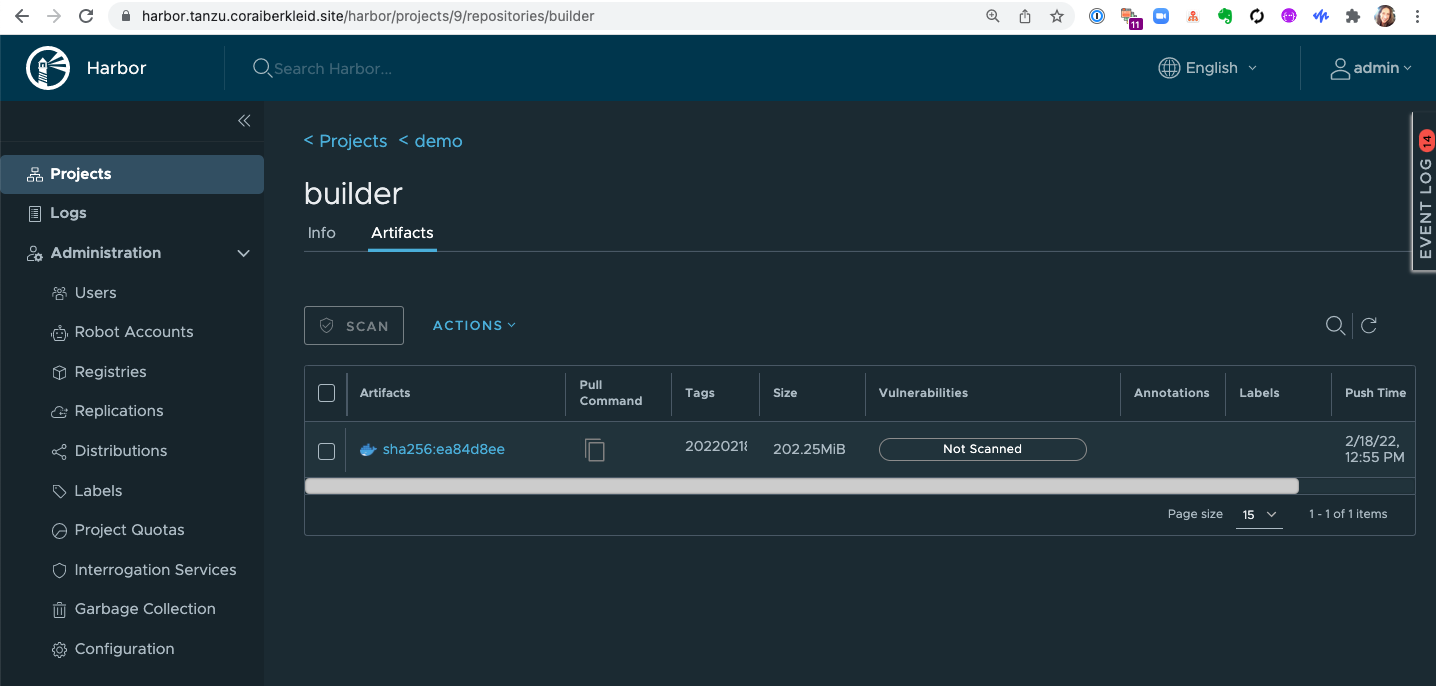 harbor.tanzu.coraiberkleid.site/harbor/projects/9/repositories/builder
11
Harbor
Search Harbor...
English
admin
Projects
Logs
Administration
Users
Robot Accounts
Registries
Replications
Distributions
Labels
Project Quotas
Interrogation Services
Garbage Collection
Configuration
< Projects < demo
builder
Info Artifacts
SCAN ACTIONS
Artifacts Pull Command Tags Size Vulnerabilities Annotations Labels Push Time
sha256:ea84d8ee 20220218 202.25MiB Not Scanned 2/18/22, 12:55 PM
Page size 15 1 - 1 of 1 items
EVENT LOG 14